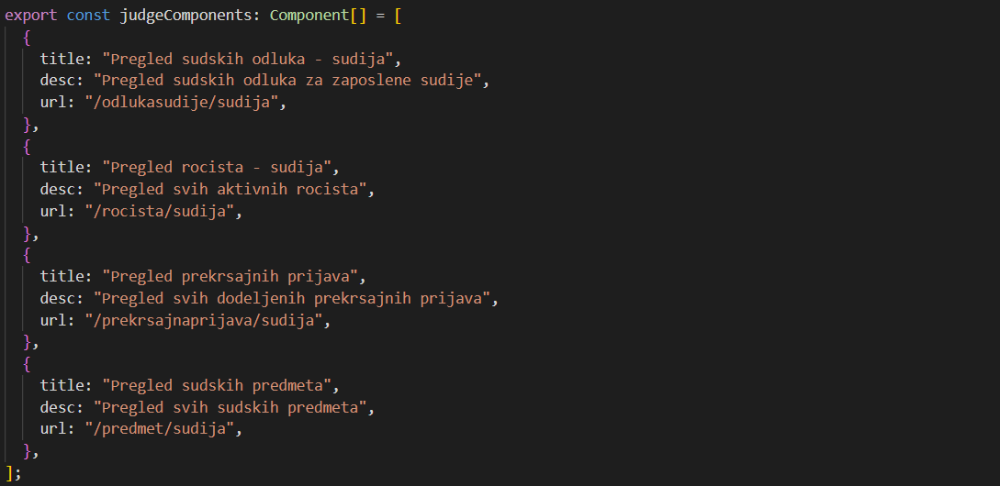 export const judgeComponents: Component[] = [
  {
    title: "Pregled sudskih odluka - sudija",
    desc: "Pregled sudskih odluka za zaposlene sudije",
    url: "/odlukasudije/sudija",
  },
  {
    title: "Pregled rocista - sudija",
    desc: "Pregled svih aktivnih rocista",
    url: "/rocista/sudija",
  },
  {
    title: "Pregled prekrsajnih prijava",
    desc: "Pregled svih dodeljenih prekrsajnih prijava",
    url: "/prekrsajnaprijava/sudija",
  },
  {
    title: "Pregled sudskih predmeta",
    desc: "Pregled svih sudskih predmeta",
    url: "/predmet/sudija",
  },
];